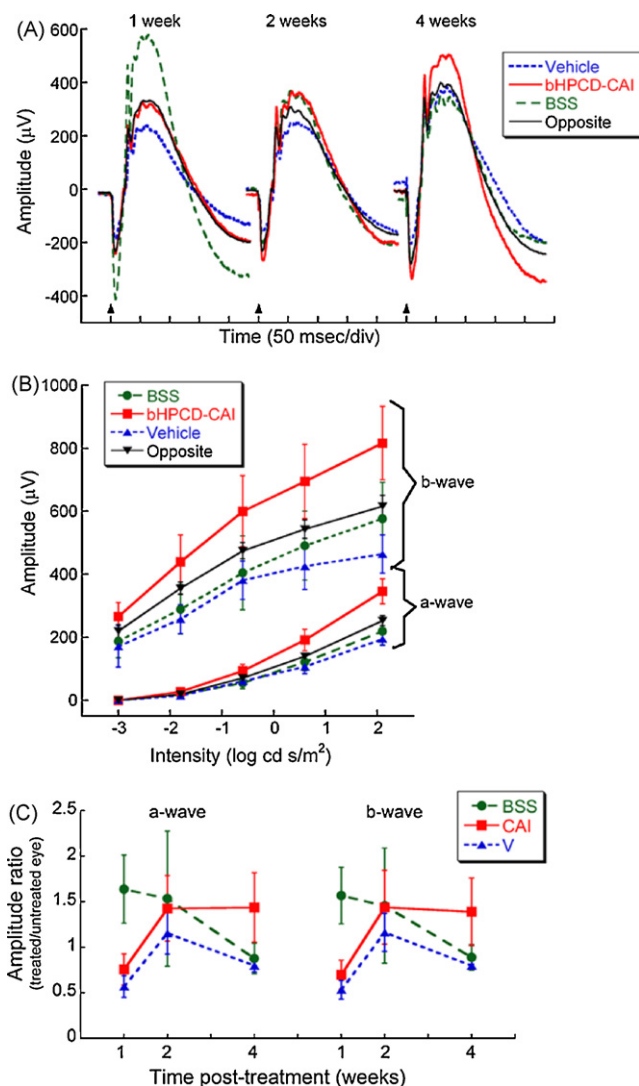 (A)
1 week 2 weeks 4 weeks
Vehicle
bHPCD-CAI
BSS
Opposite
Amplitude (µV)
600
400
200
0
-200
-400
Time (50 msec/div)
(B)
BSS
bHPCD-CAI
Vehicle
Opposite
Amplitude (µV)
1000
800
600
400
200
0
b-wave
a-wave
-3 -2 -1 0 1 2
Intensity (log cd s/m²)
(C)
a-wave b-wave
BSS
CAI
V
Amplitude ratio
(treated/untreated eye)
2.5
2
1.5
1
0.5
0
1 2 4 1 2 4
Time post-treatment (weeks)